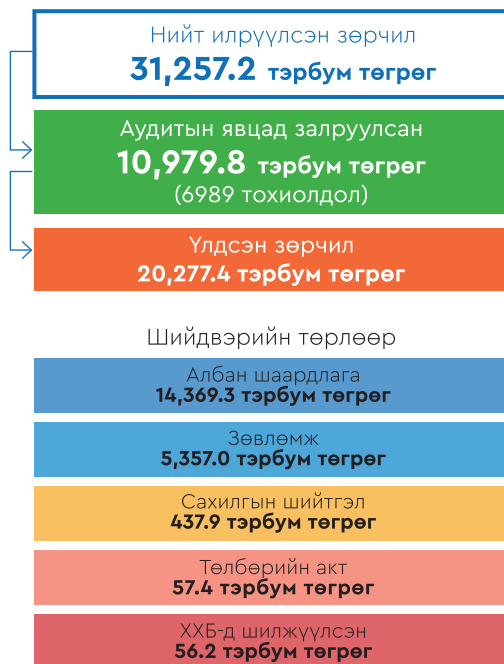 Нийт илрүүлсэн зөрчил
31,257.2 тэрбум төгрөг
Аудитын явцад залруулсан
10,979.8 тэрбум төгрөг
(6989 тохиолдол)
Үлдсэн зөрчил
20,277.4 тэрбум төгрөг
Шийдвэрийн төрлөөр
Албан шаардлага
14,369.3 тэрбум төгрөг
Зөвлөмж
5,357.0 тэрбум төгрөг
Сахилгын шийтгэл
437.9 тэрбум төгрөг
Төлбөрийн акт
57.4 тэрбум төгрөг
ХХБ-д шилжүүлсэн
56.2 тэрбум төгрөг